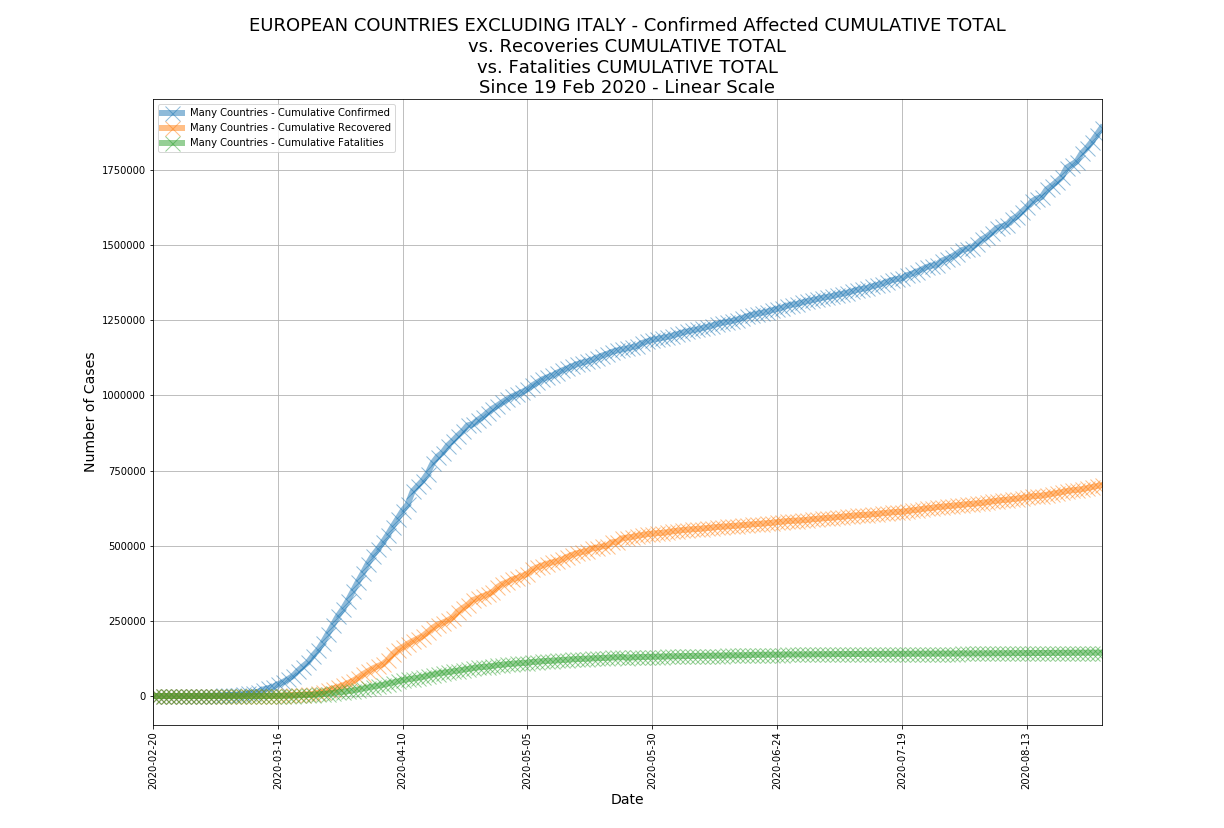 EUROPEAN COUNTRIES EXCLUDING ITALY - Confirmed Affected CUMULATIVE TOTAL
vs. Recoveries CUMULATIVE TOTAL
vs. Fatalities CUMULATIVE TOTAL
Since 19 Feb 2020 - Linear Scale
Many Countries - Cumulative Confirmed
Many Countries - Cumulative Recovered
Many Countries - Cumulative Fatalities
Number of Cases
1750000
1500000
1250000
1000000
750000
500000
250000
0
2020-02-20
2020-03-16
2020-04-10
2020-05-05
2020-05-30
2020-06-24
2020-07-19
2020-08-13
Date